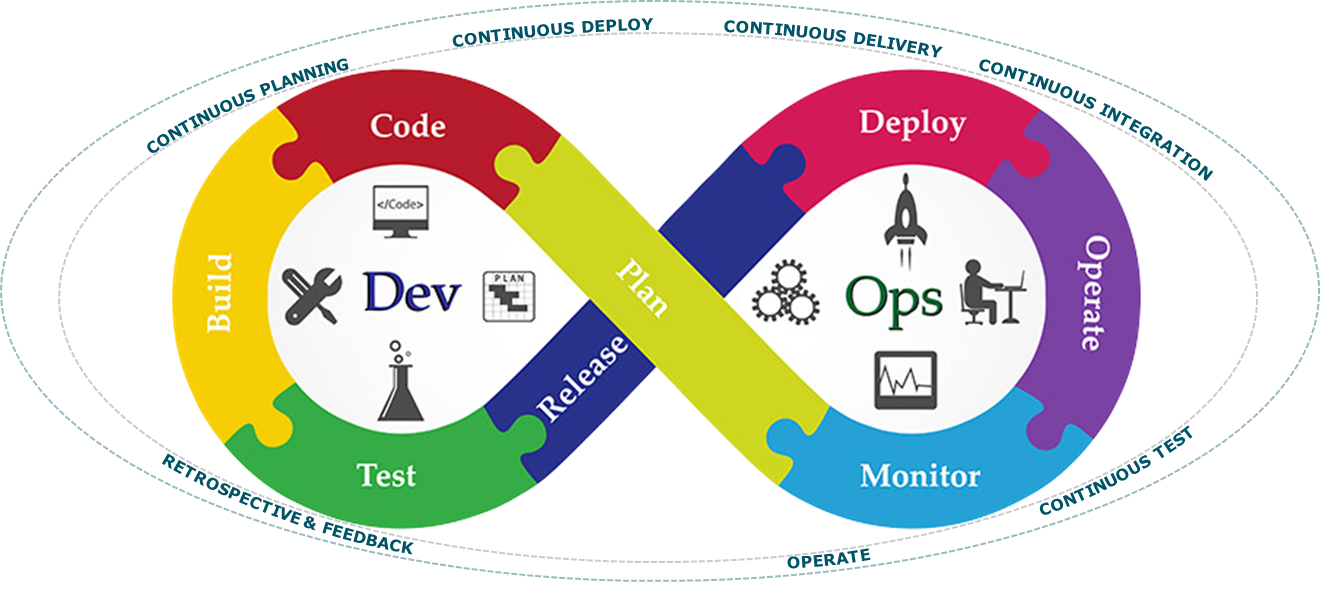 CONTINUOUS DEPLOY
CONTINUOUS DELIVERY
CONTINUOUS PLANNING
CONTINUOUS INTEGRATION
Code
Deploy
</Code>
Build
Dev
PLAN
Plan
Ops
Operate
Release
Test
Monitor
RETROSPECTIVE & FEEDBACK
CONTINUOUS TEST
OPERATE